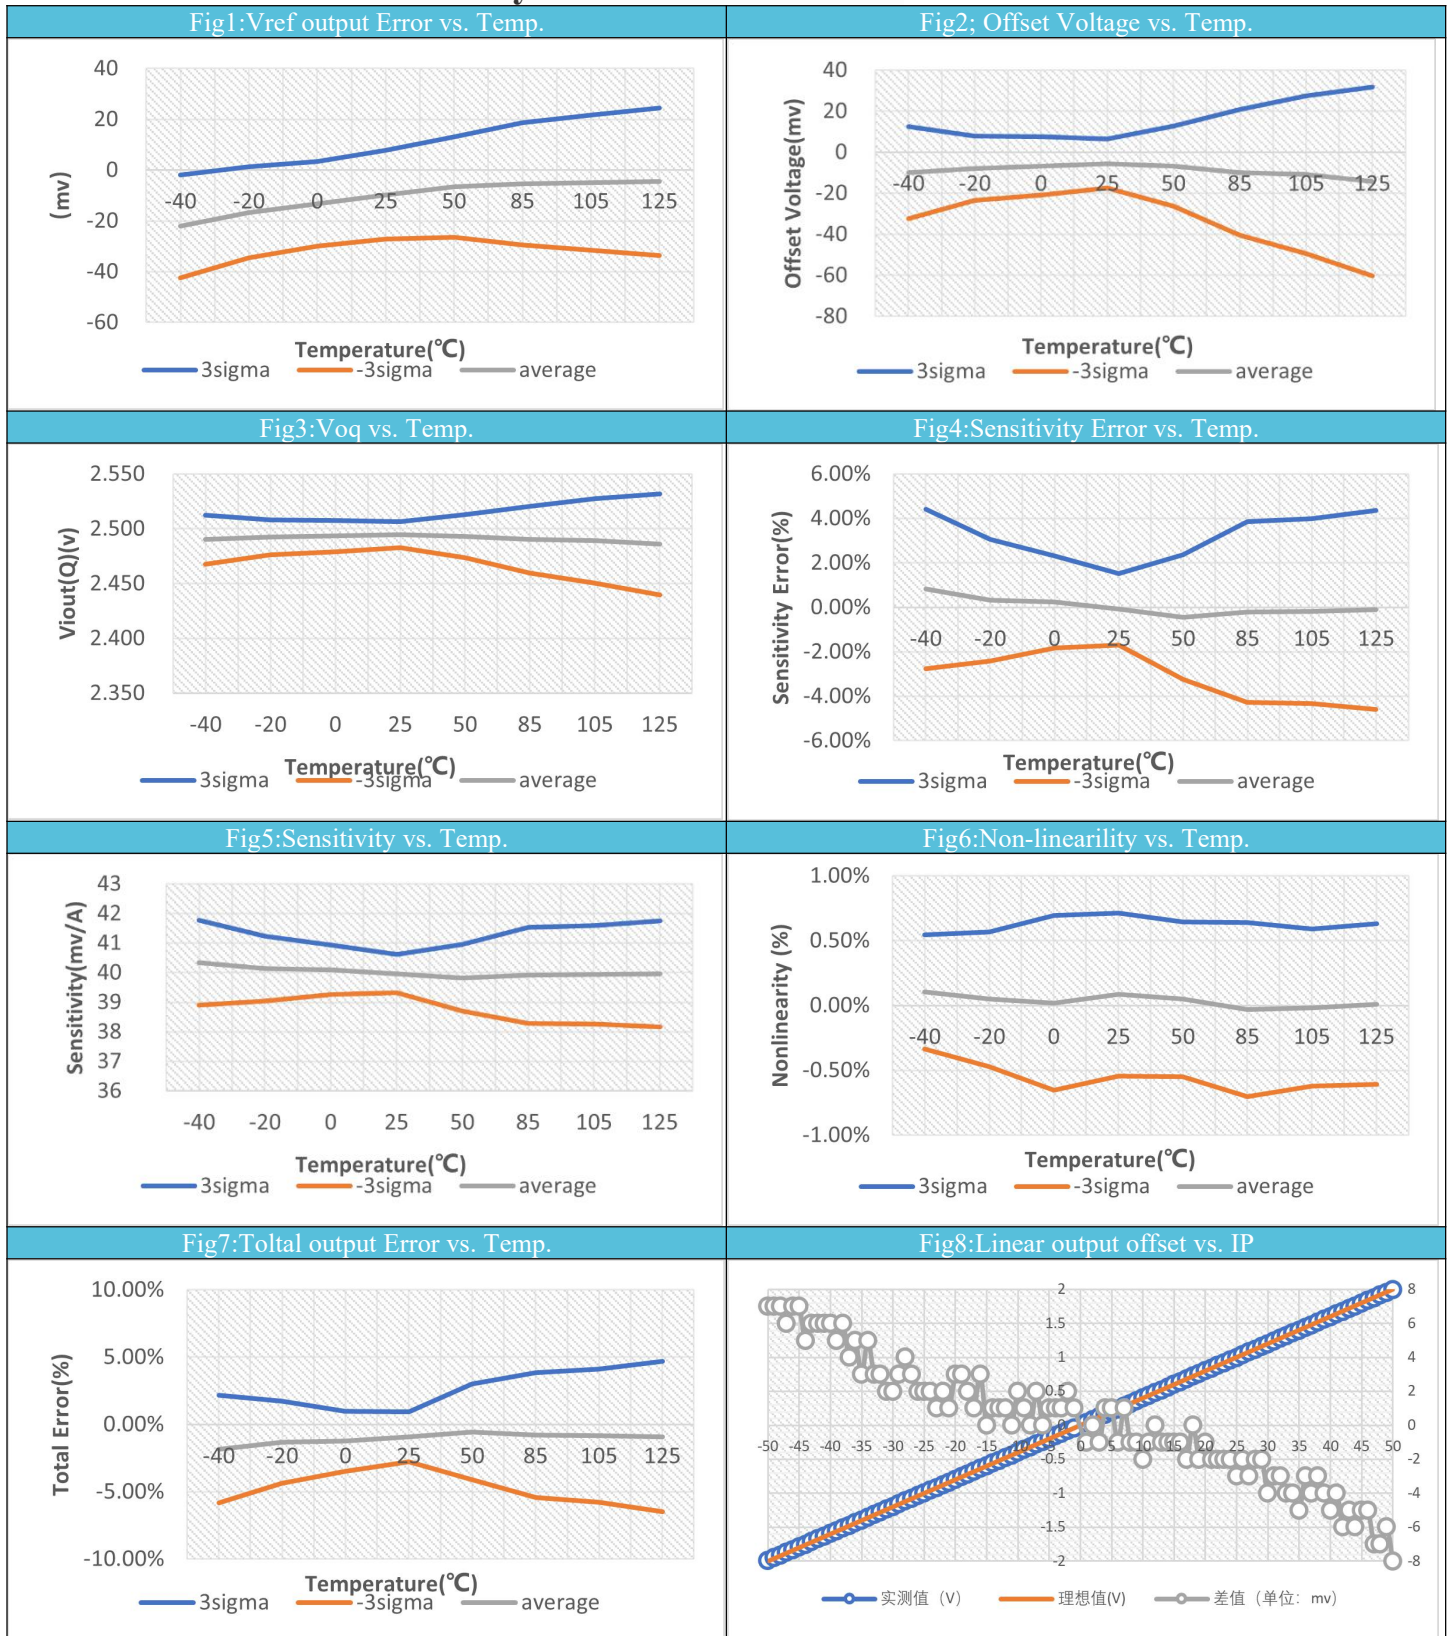 Fig1:Vref output Error vs. Temp.
Fig2; Offset Voltage vs. Temp.
40
20
0
-20
-40
-60
(mv)
-40 -20 0 25 50 85 105 125
Temperature(℃)
3sigma -3sigma average
40
20
0
-20
-40
-60
-80
Offset Voltage(mv)
-40 -20 0 25 50 85 105 125
Temperature(℃)
3sigma -3sigma average
Fig3:Voq vs. Temp.
Fig4:Sensitivity Error vs. Temp.
2.550
2.500
2.450
2.400
2.350
Viout(Q)(v)
-40 -20 0 25 50 85 105 125
Temperature(℃)
3sigma -3sigma average
6.00%
4.00%
2.00%
0.00%
-2.00%
-4.00%
-6.00%
Sensitivity Error(%)
-40 -20 0 25 50 85 105 125
Temperature(℃)
3sigma -3sigma average
Fig5:Sensitivity vs. Temp.
Fig6:Non-linearility vs. Temp.
43
42
41
40
39
38
37
36
Sensitivity(mv/A)
-40 -20 0 25 50 85 105 125
Temperature(℃)
3sigma -3sigma average
1.00%
0.50%
0.00%
-0.50%
-1.00%
Nonlinearity (%)
-40 -20 0 25 50 85 105 125
Temperature(℃)
3sigma -3sigma average
Fig7:Toltal output Error vs. Temp.
Fig8:Linear output offset vs. IP
10.00%
5.00%
0.00%
-5.00%
-10.00%
Total Error(%)
-40 -20 0 25 50 85 105 125
Temperature(℃)
3sigma -3sigma average
2
1.5
1
0.5
0
-0.5
-1
-1.5
-2
8
6
4
2
0
-2
-4
-6
-8
-50 -45 -40 -35 -30 -25 -20 -15 -10 -5 0 5 10 15 20 25 30 35 40 45 50
实测值（V） 理想值(V) 差值（单位：mv）